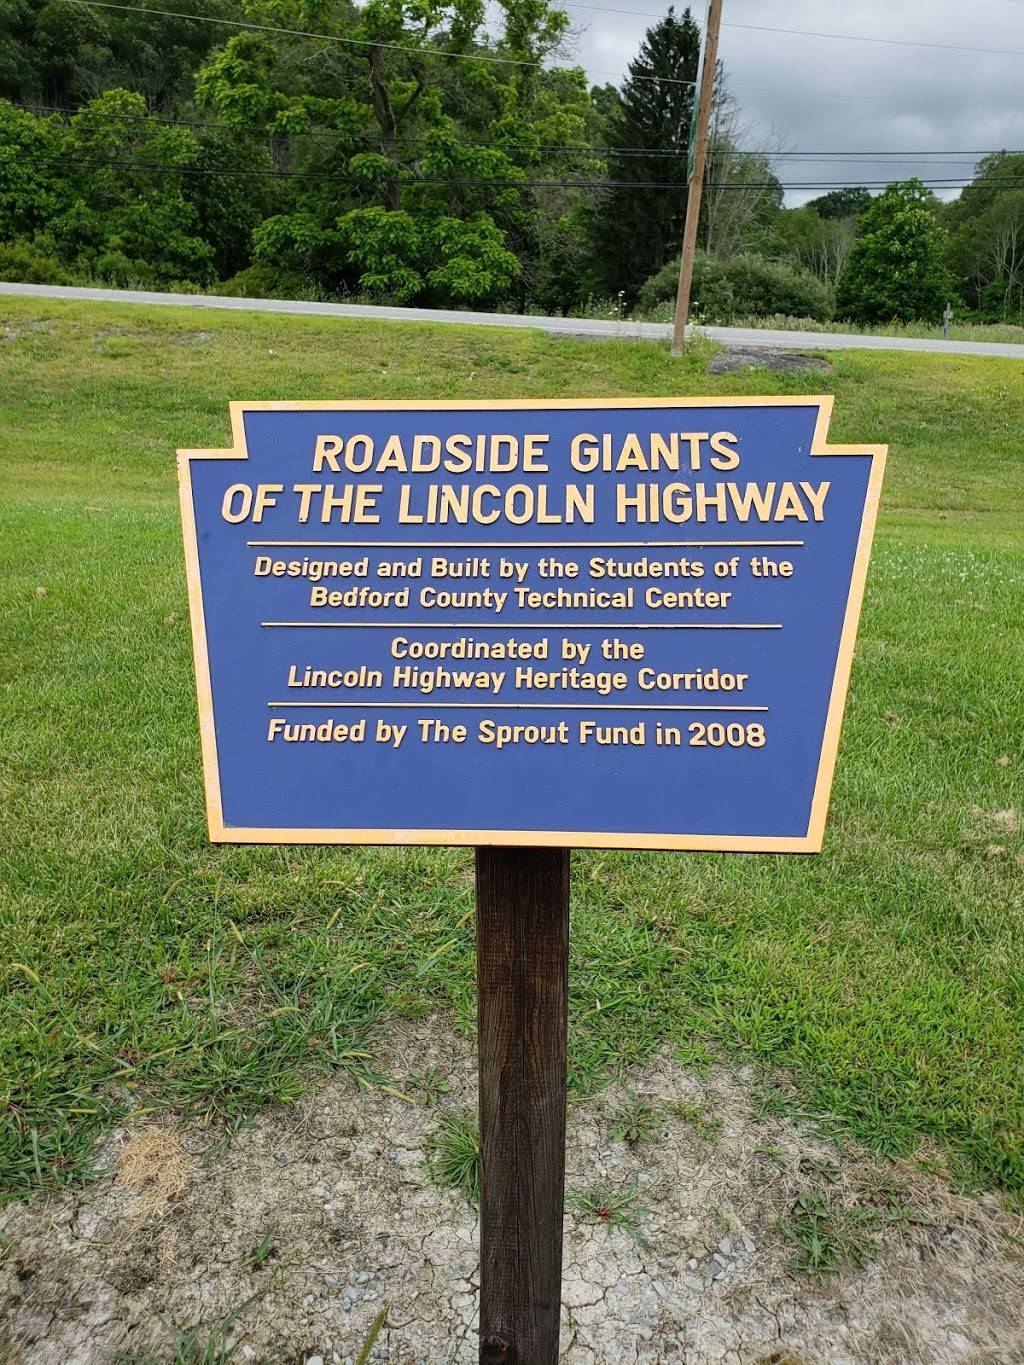 ROADSIDE GIANTS
OF THE LINCOLN HIGHWAY
Designed and Built by the Students of the
Bedford County Technical Center
Coordinated by the
Lincoln Highway Heritage Corridor
Funded by The Sprout Fund in 2008